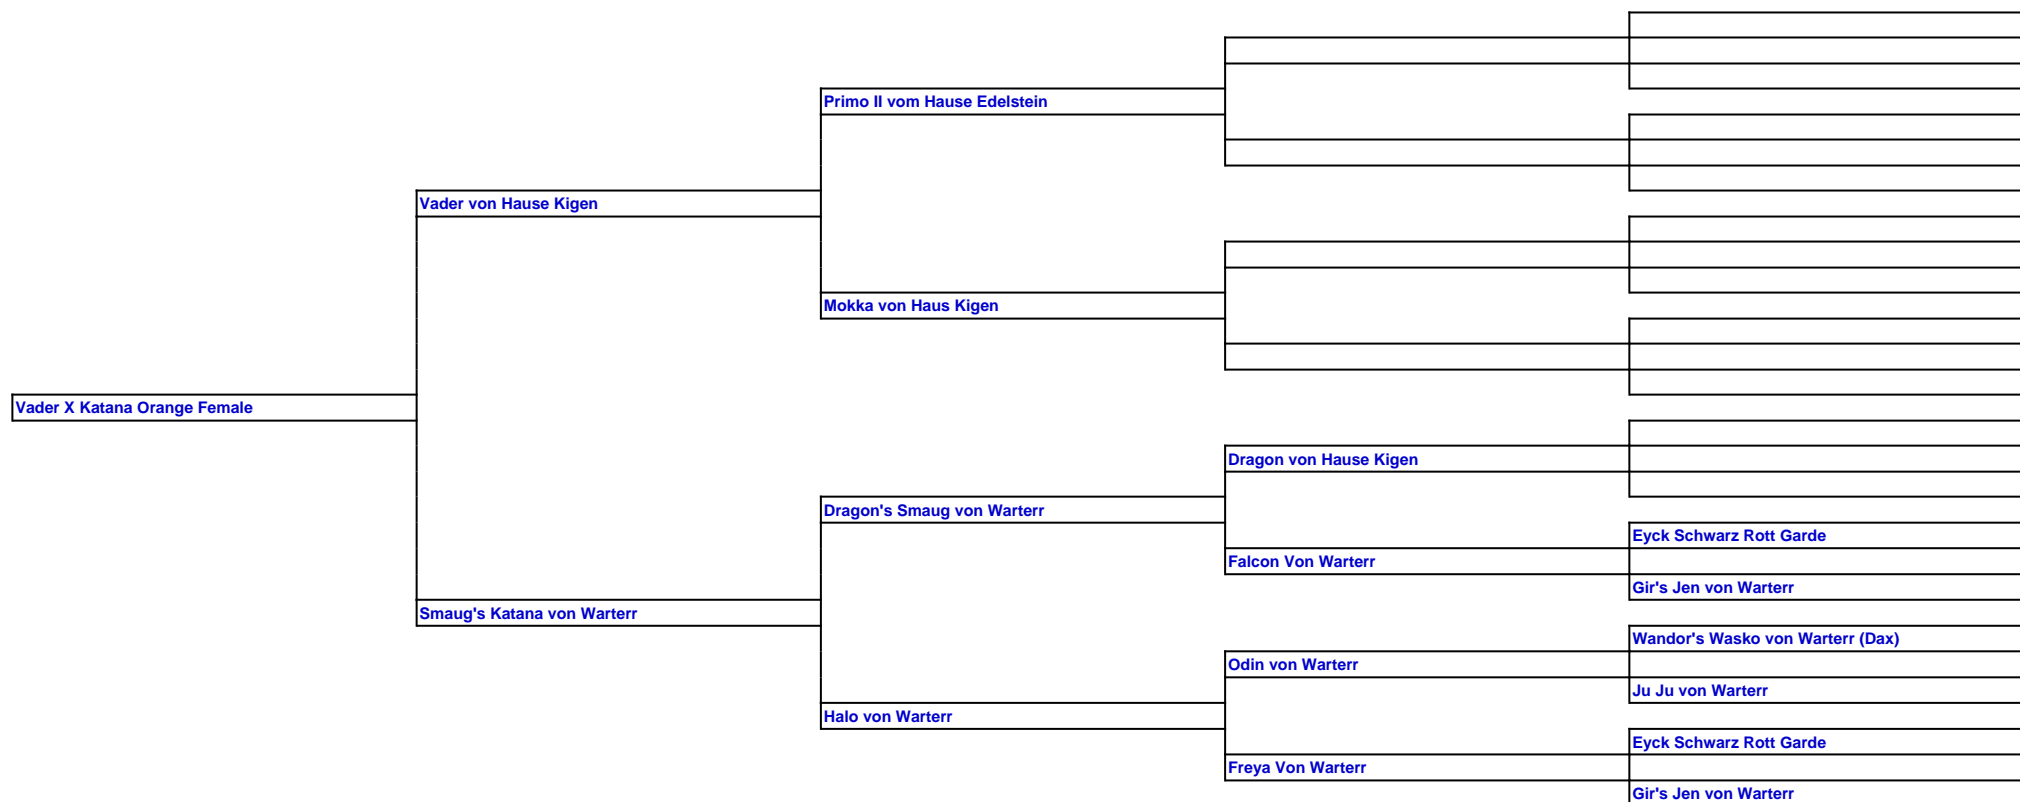 Primo II vom Hause Edelstein
Vader von Hause Kigen
Mokka von Haus Kigen
Vader X Katana Orange Female
Dragon von Hause Kigen
Dragon's Smaug von Warterr
Eyck Schwarz Rott Garde
Falcon Von Warterr
Gir's Jen von Warterr
Smaug's Katana von Warterr
Wandor's Wasko von Warterr (Dax)
Odin von Warterr
Ju Ju von Warterr
Halo von Warterr
Eyck Schwarz Rott Garde
Freya Von Warterr
Gir's Jen von Warterr